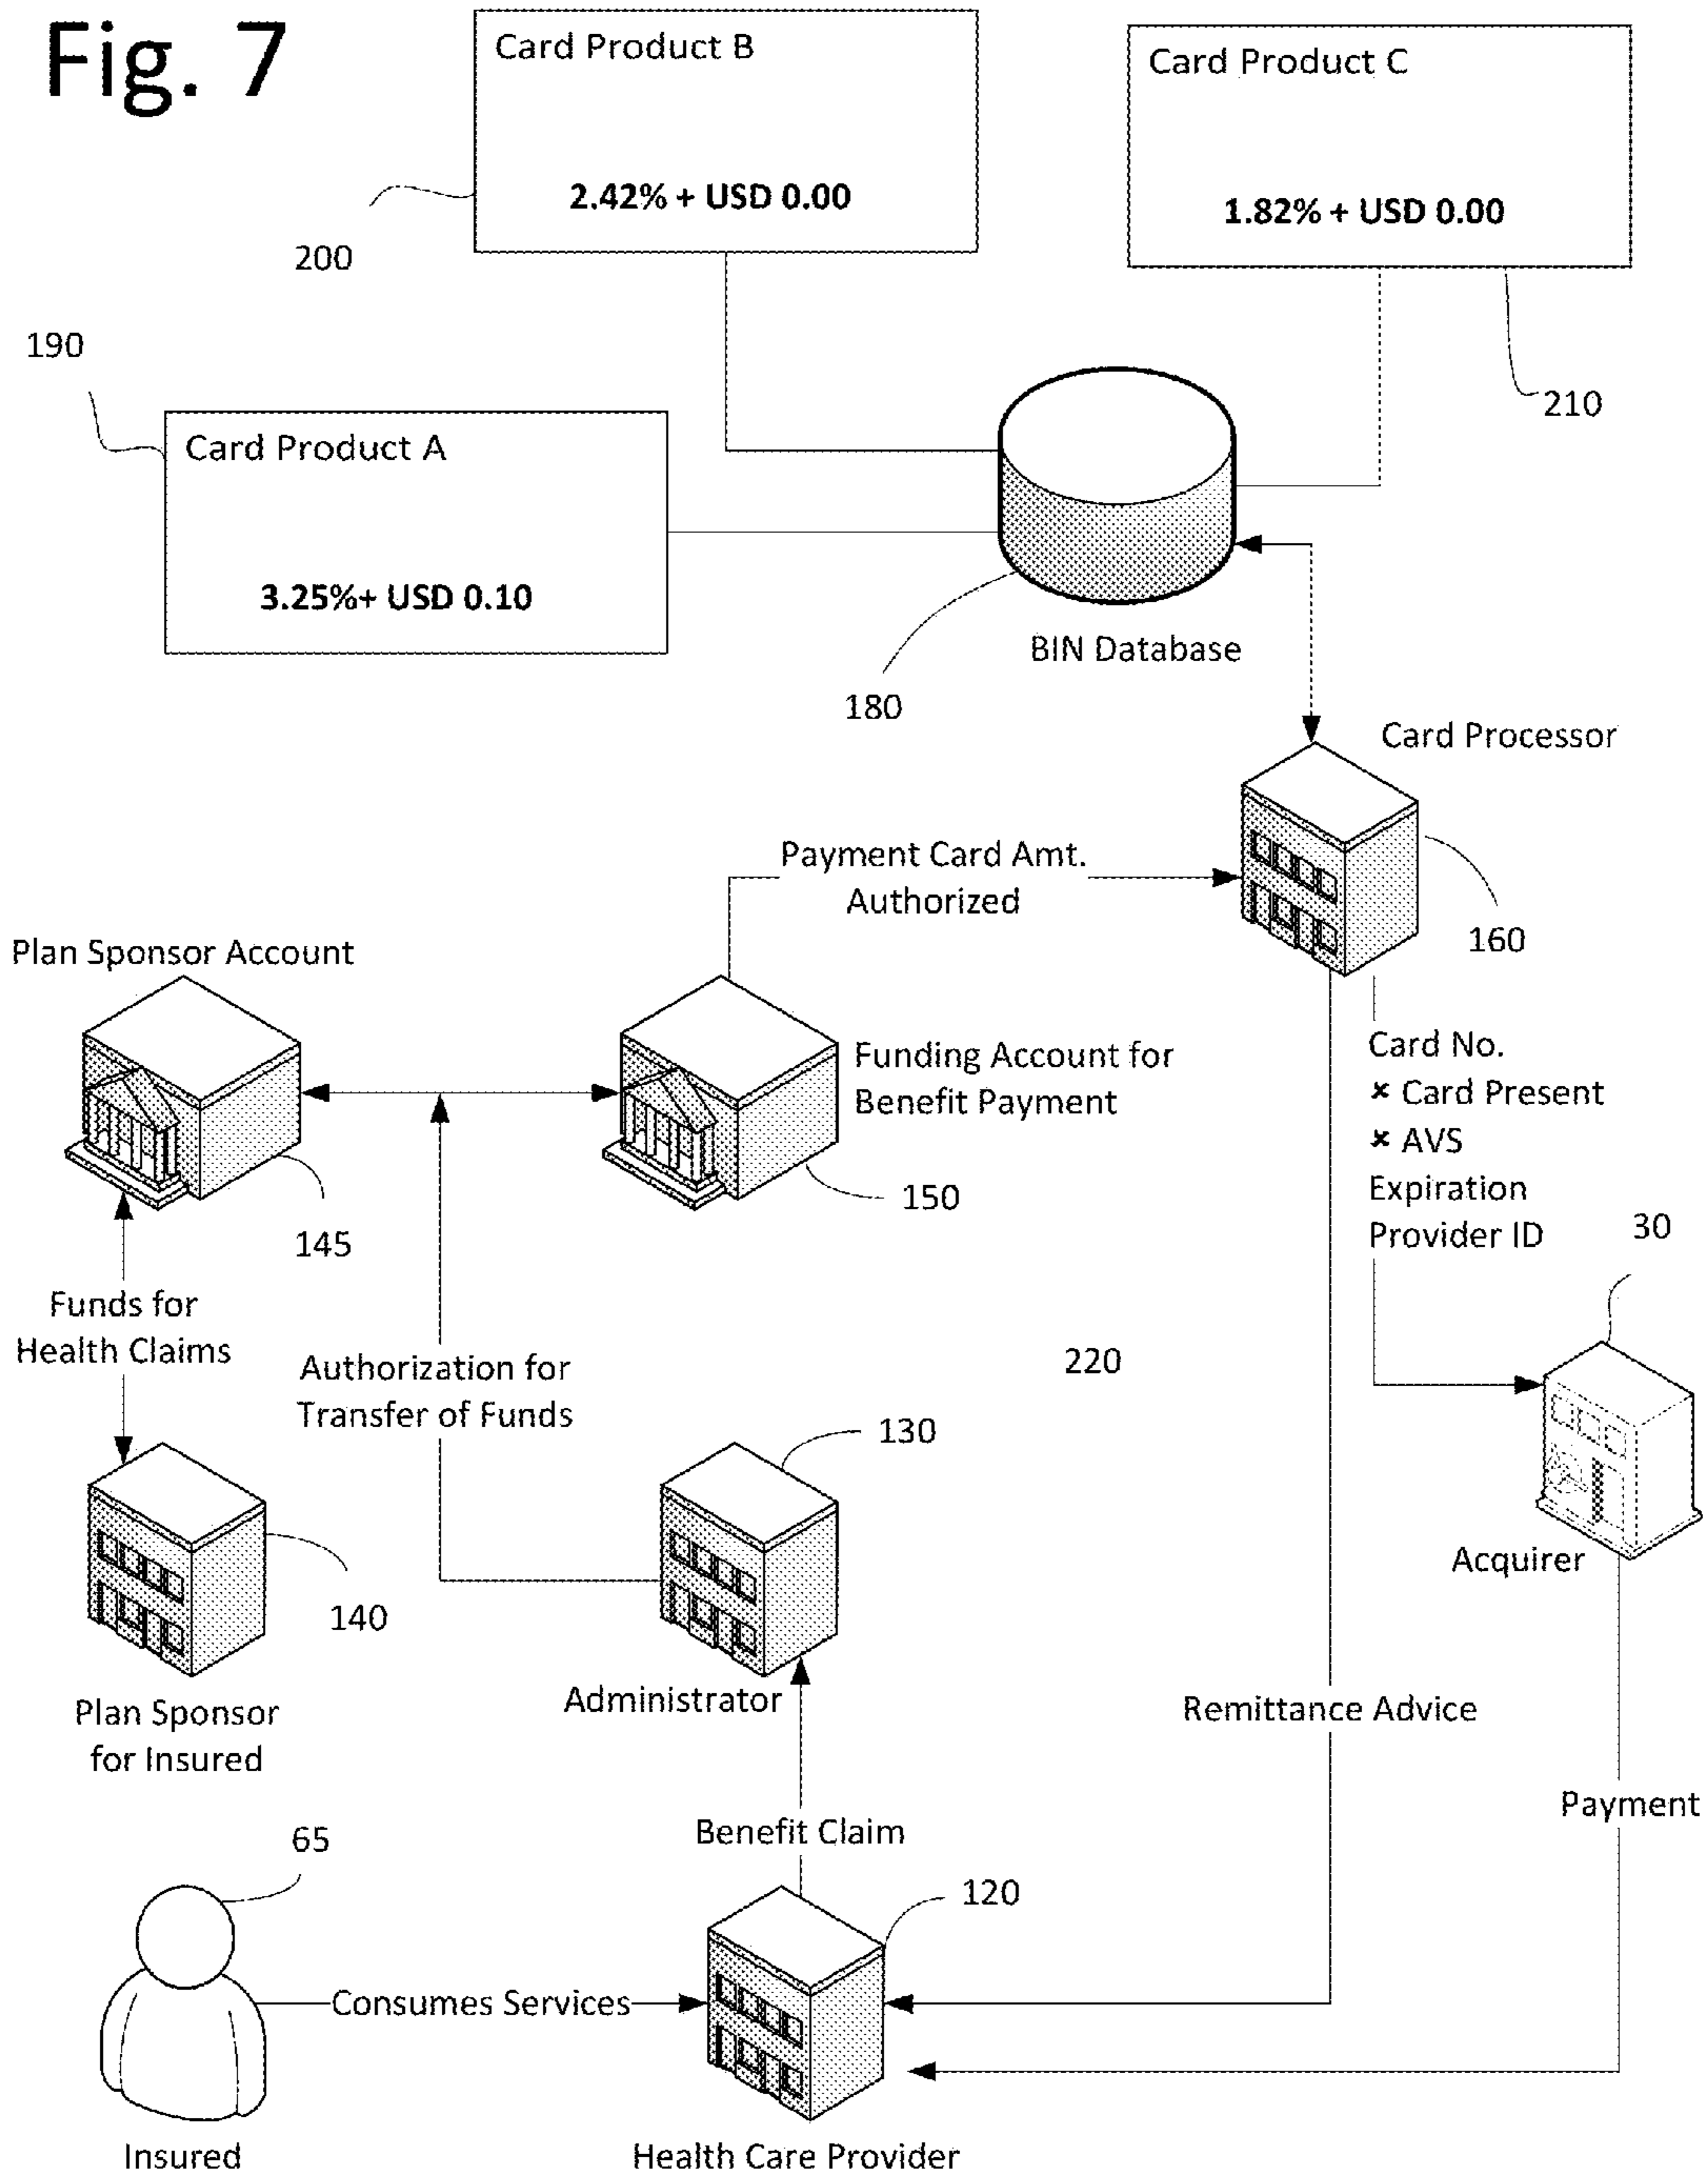 Fig. 7
Card Product B
2.42% + USD 0.00
200
Card Product C
1.82% + USD 0.00
210
190
Card Product A
3.25%+ USD 0.10
BIN Database
180
Card Processor
160
Payment Card Amt.
Authorized
Plan Sponsor Account
145
Funding Account for
Benefit Payment
150
Card No.
× Card Present
× AVS
Expiration
Provider ID
30
Funds for
Health Claims
Authorization for
Transfer of Funds
220
130
140
Acquirer
Plan Sponsor
for Insured
Administrator
Remittance Advice
Payment
Benefit Claim
65
120
Consumes Services
Insured
Health Care Provider